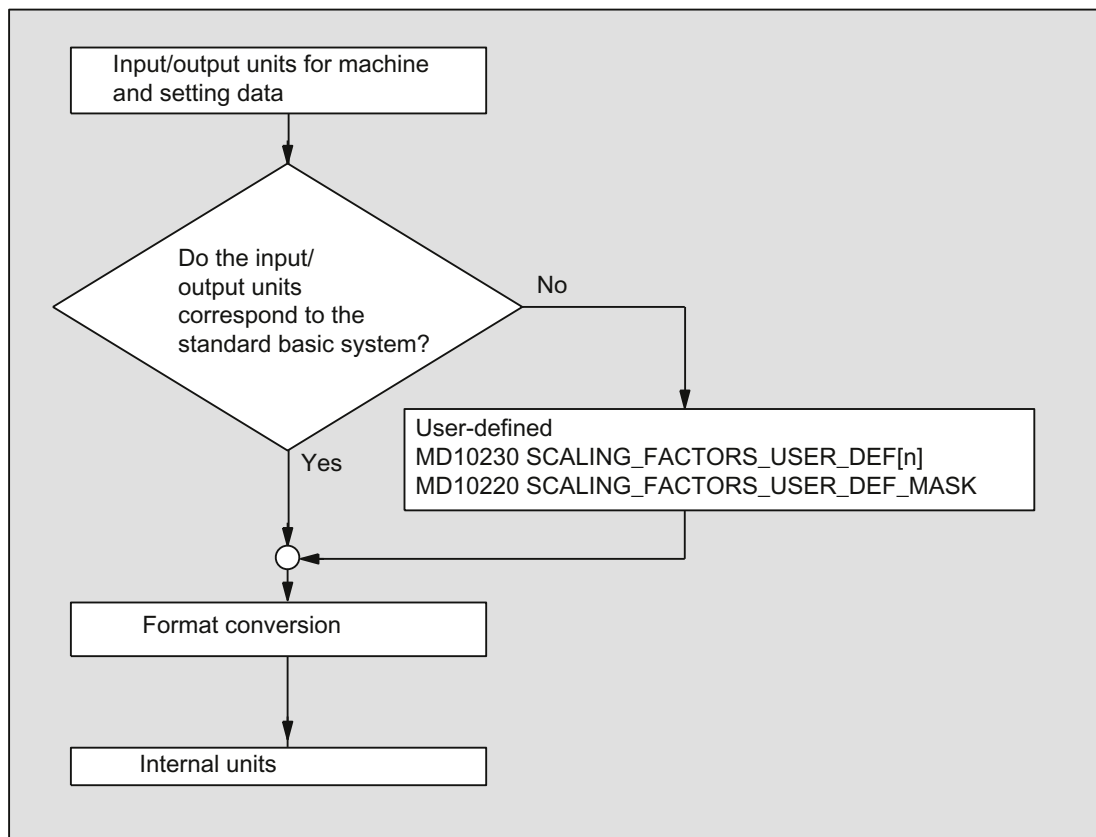 Input/output units for machine
and setting data
Do the input/
output units
correspond to the
standard basic system?
No
User-defined
MD10230 SCALING_FACTORS_USER_DEF[n]
MD10220 SCALING_FACTORS_USER_DEF_MASK
Yes
Format conversion
Internal units